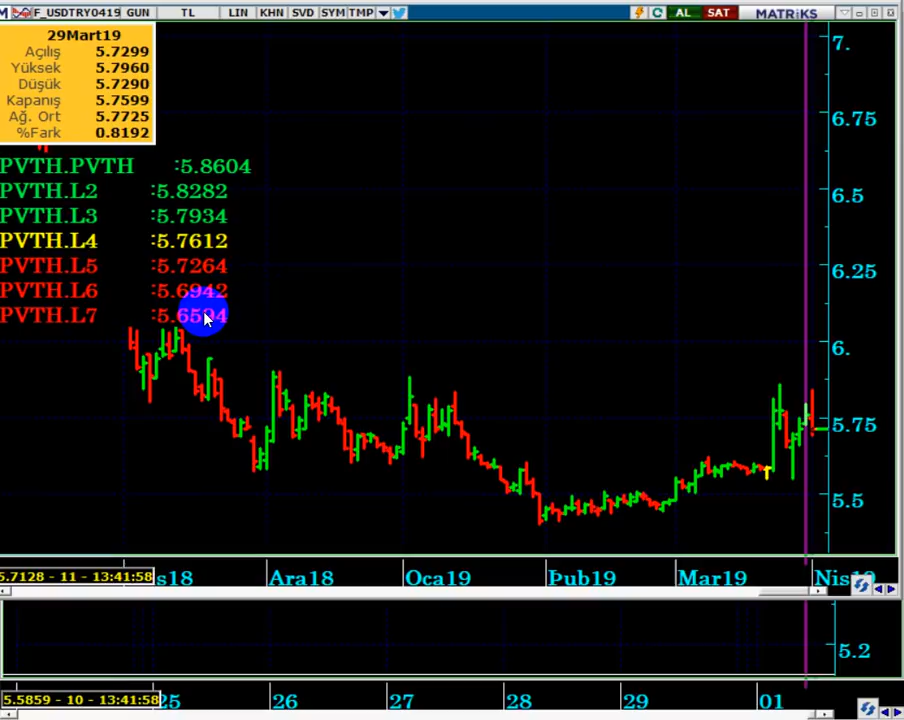 F_USDTRY0419 GUN TL LIN KHN SVD SYM TMP AL SAT MATRiKS
29Mart19
Açılış 5.7299
Yüksek 5.7960
Düşük 5.7290
Kapanış 5.7599
Ağ. Ort 5.7725
%Fark 0.8192
PVTH.PVTH :5.8604
PVTH.L2 :5.8282
PVTH.L3 :5.7934
PVTH.L4 :5.7612
PVTH.L5 :5.7264
PVTH.L6 :5.6942
PVTH.L7
7.
6.75
6.5
6.25
6.
5.75
5.5
5.7128 - 11 - 13:41:58 s18 Ara18 Oca19 Þub19 Mar19
5.2
5.5859 - 10 - 13:41:58 25 26 27 28 29 01